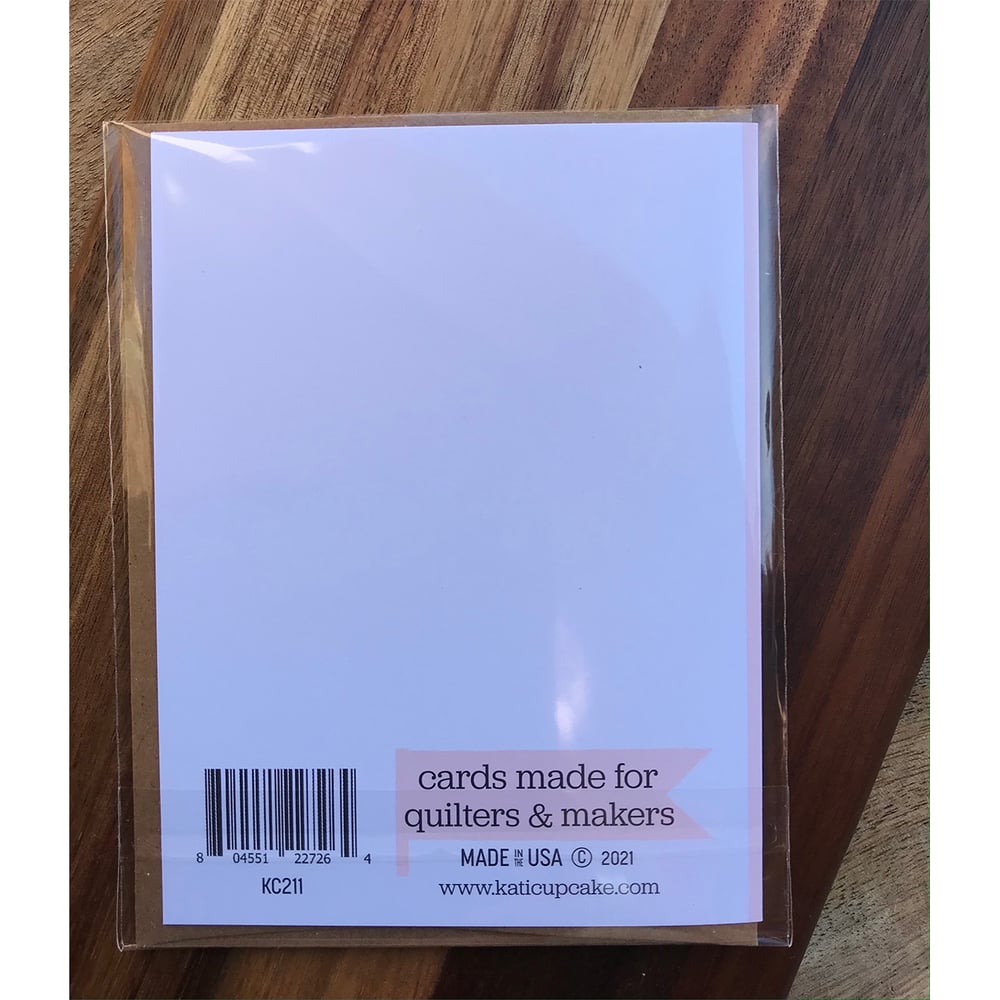 cards made for
quilters & makers
MADE IN THE USA © 2021
www.katicupcake.com
8 04551 22726 4
KC211